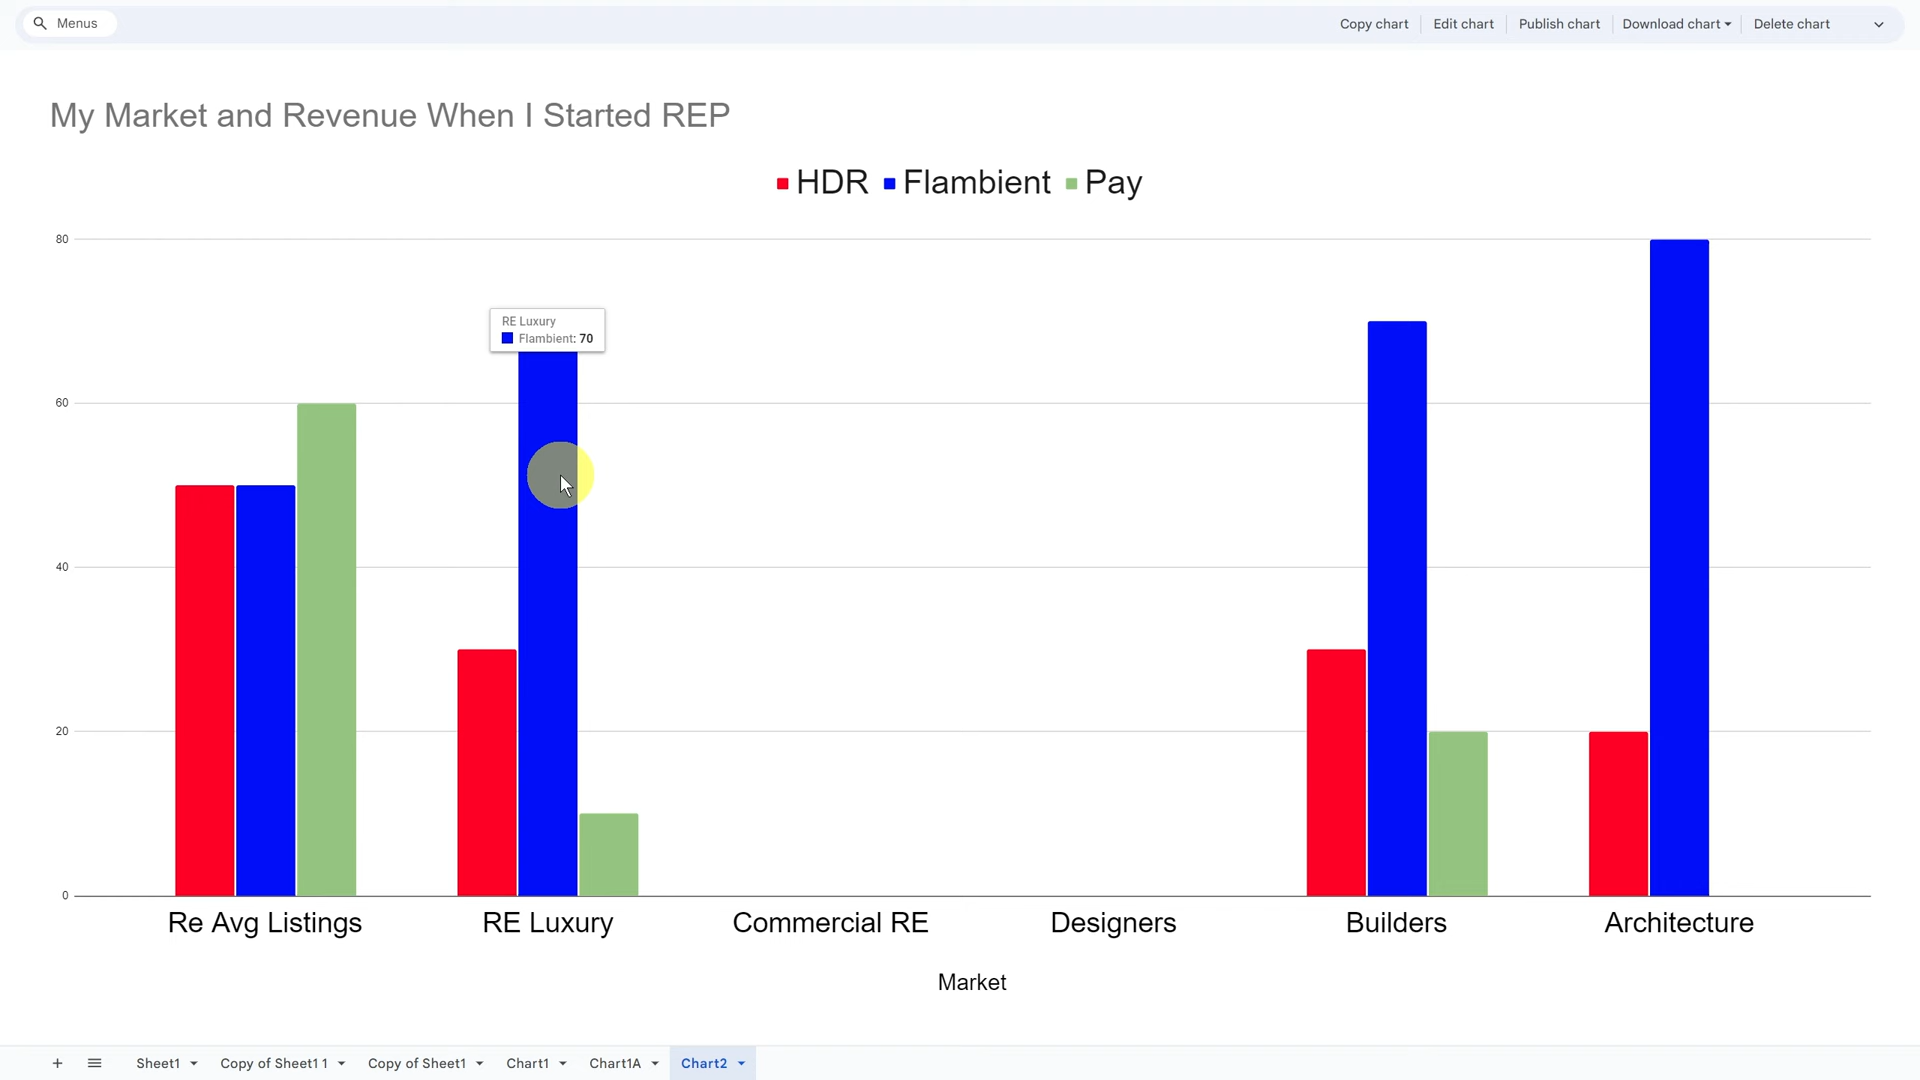 Menus
Copy chart
Edit chart
Publish chart
Download chart
Delete chart
My Market and Revenue When I Started REP
HDR Flambient Pay
80
RE Luxury
Flambient: 70
60
40
20
0
Re Avg Listings
RE Luxury
Commercial RE
Designers
Builders
Architecture
Market
Sheet1
Copy of Sheet1 1
Copy of Sheet1
Chart1
Chart1A
Chart2